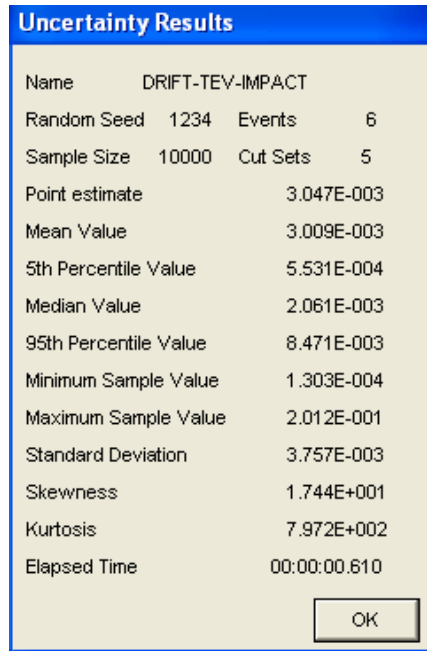 Uncertainty Results
Name DRIFT-TEV-IMPACT
Random Seed 1234 Events 6
Sample Size 10000 Cut Sets 5
Point estimate 3.047E-003
Mean Value 3.009E-003
5th Percentile Value 5.531E-004
Median Value 2.061E-003
95th Percentile Value 8.471E-003
Minimum Sample Value 1.303E-004
Maximum Sample Value 2.012E-001
Standard Deviation 3.757E-003
Skewness 1.744E+001
Kurtosis 7.972E+002
Elapsed Time 00:00:00.610
OK